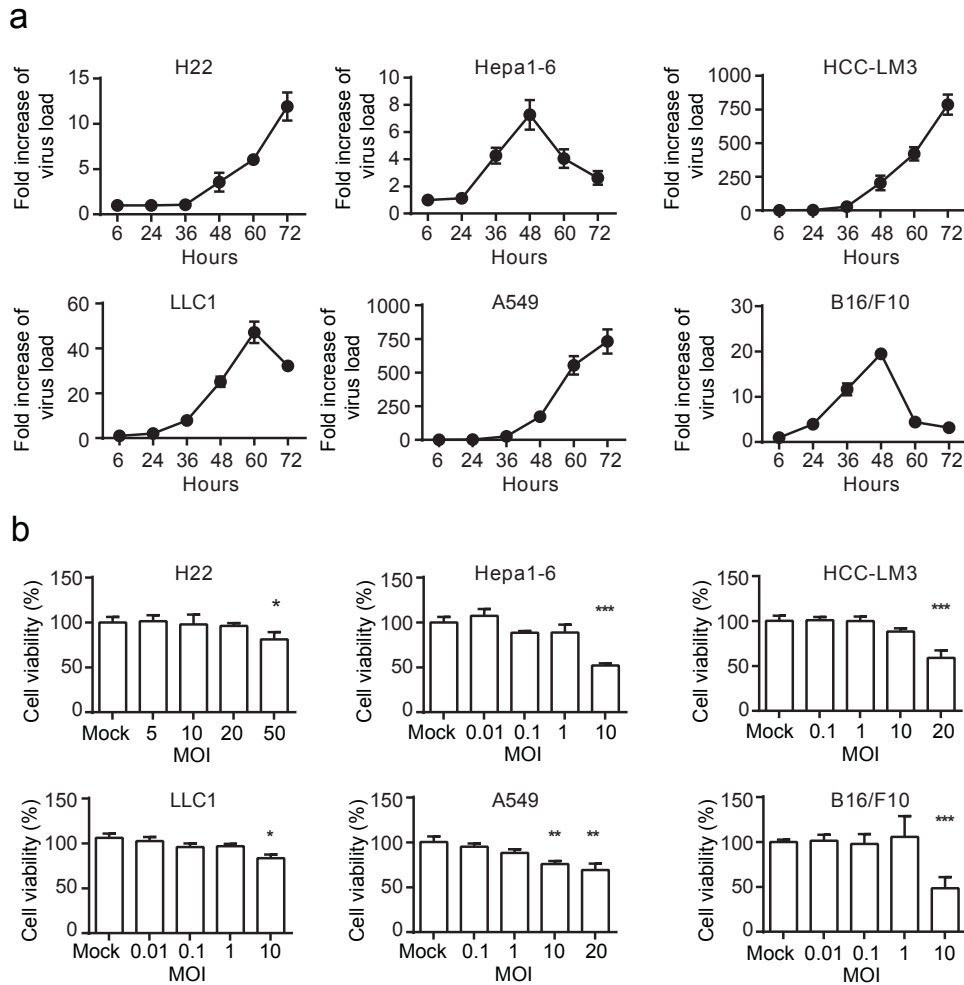 a
H22
Fold increase of
virus load
15
10
5
0
6 24 36 48 60 72
Hours
Hepa1-6
Fold increase of
virus load
10
8
6
4
2
0
6 24 36 48 60 72
Hours
HCC-LM3
Fold increase of
virus load
1000
750
500
250
0
6 24 36 48 60 72
Hours
LLC1
Fold increase of
virus load
60
40
20
0
6 24 36 48 60 72
Hours
A549
Fold increase of
virus load
1000
750
500
250
0
6 24 36 48 60 72
Hours
B16/F10
Fold increase of
virus load
30
20
10
0
6 24 36 48 60 72
Hours
b
H22
Cell viability (%)
150
100
50
0
*
Mock 5 10 20 50
MOI
Hepa1-6
Cell viability (%)
150
100
50
0
***
Mock 0.01 0.1 1 10
MOI
HCC-LM3
Cell viability (%)
150
100
50
0
***
Mock 0.1 1 10 20
MOI
LLC1
Cell viability (%)
150
100
50
0
*
Mock 0.01 0.1 1 10
MOI
A549
Cell viability (%)
150
100
50
0
** **
Mock 0.1 1 10 20
MOI
B16/F10
Cell viability (%)
150
100
50
0
***
Mock 0.01 0.1 1 10
MOI